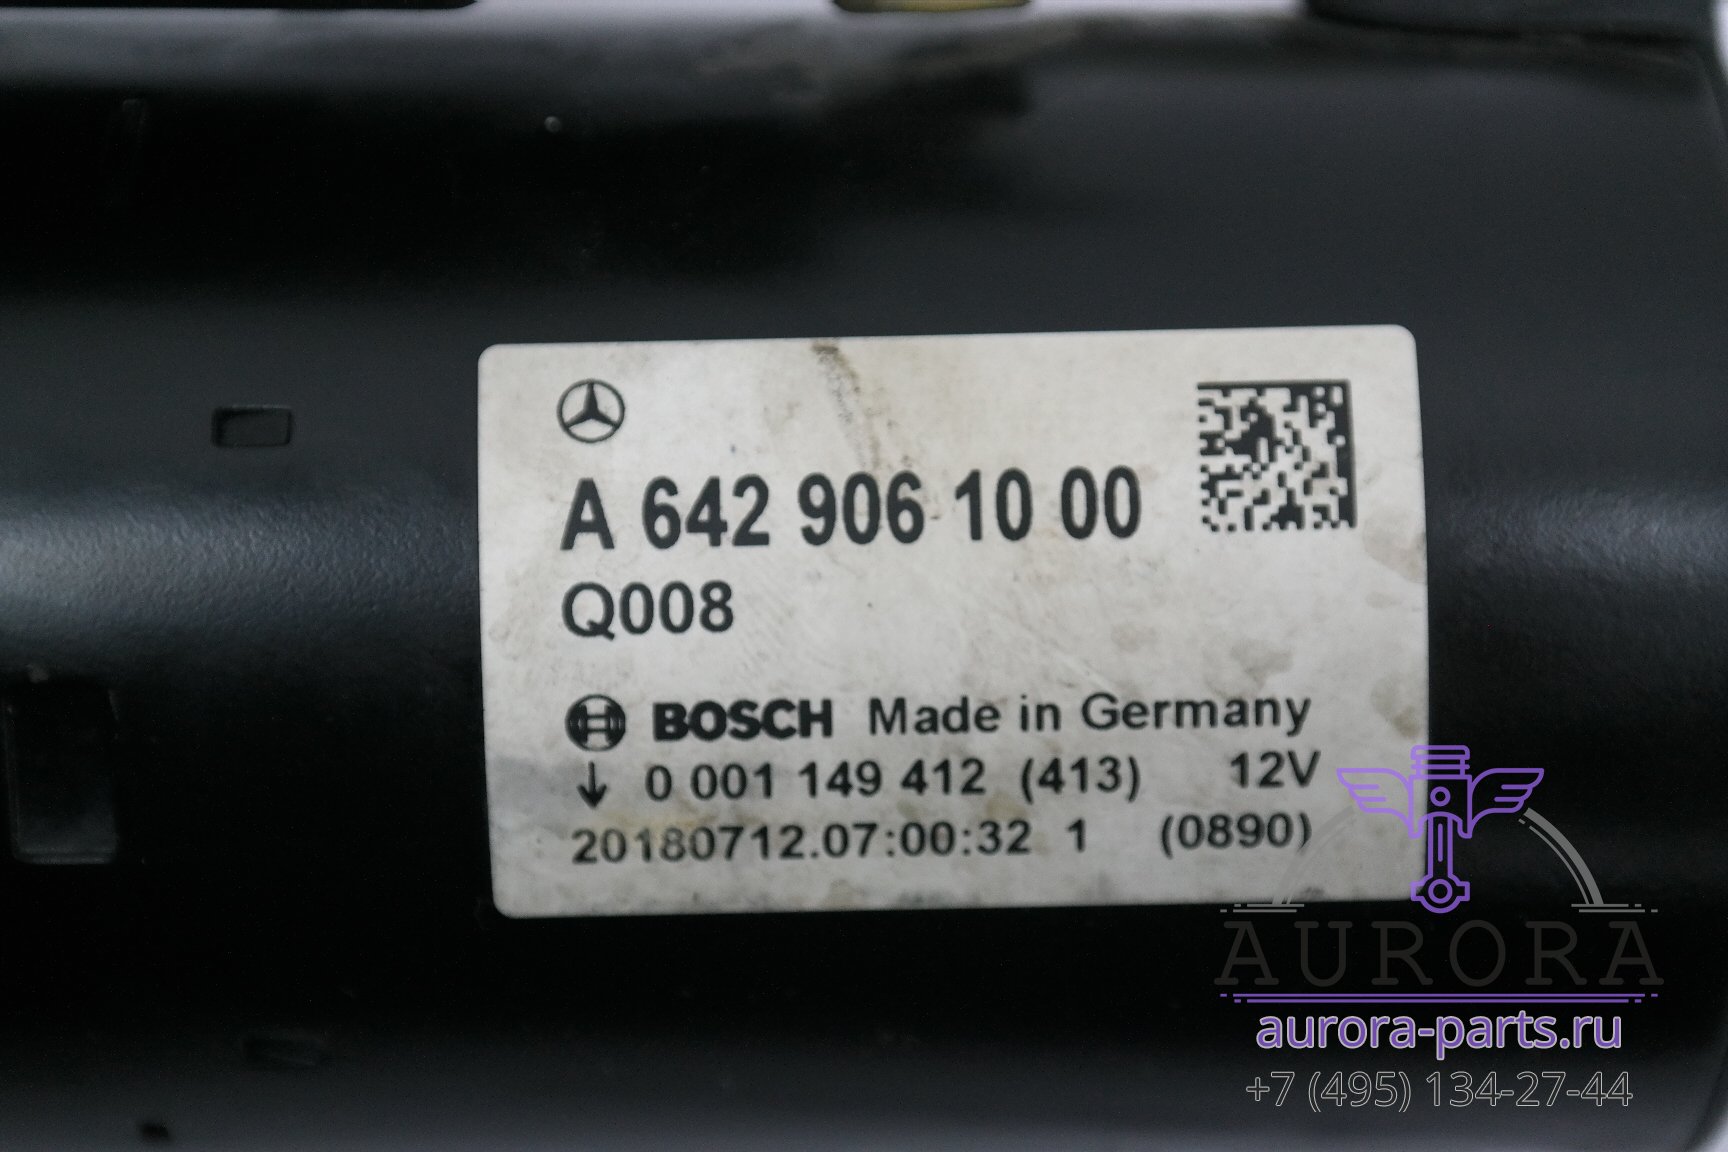 A 642 906 10 00
Q008
BOSCH Made in Germany
↓ 0 001 149 412 (413) 12V
20180712.07:00:32 1 (0890)
AURORA
aurora-parts.ru
+7 (495) 134-27-44